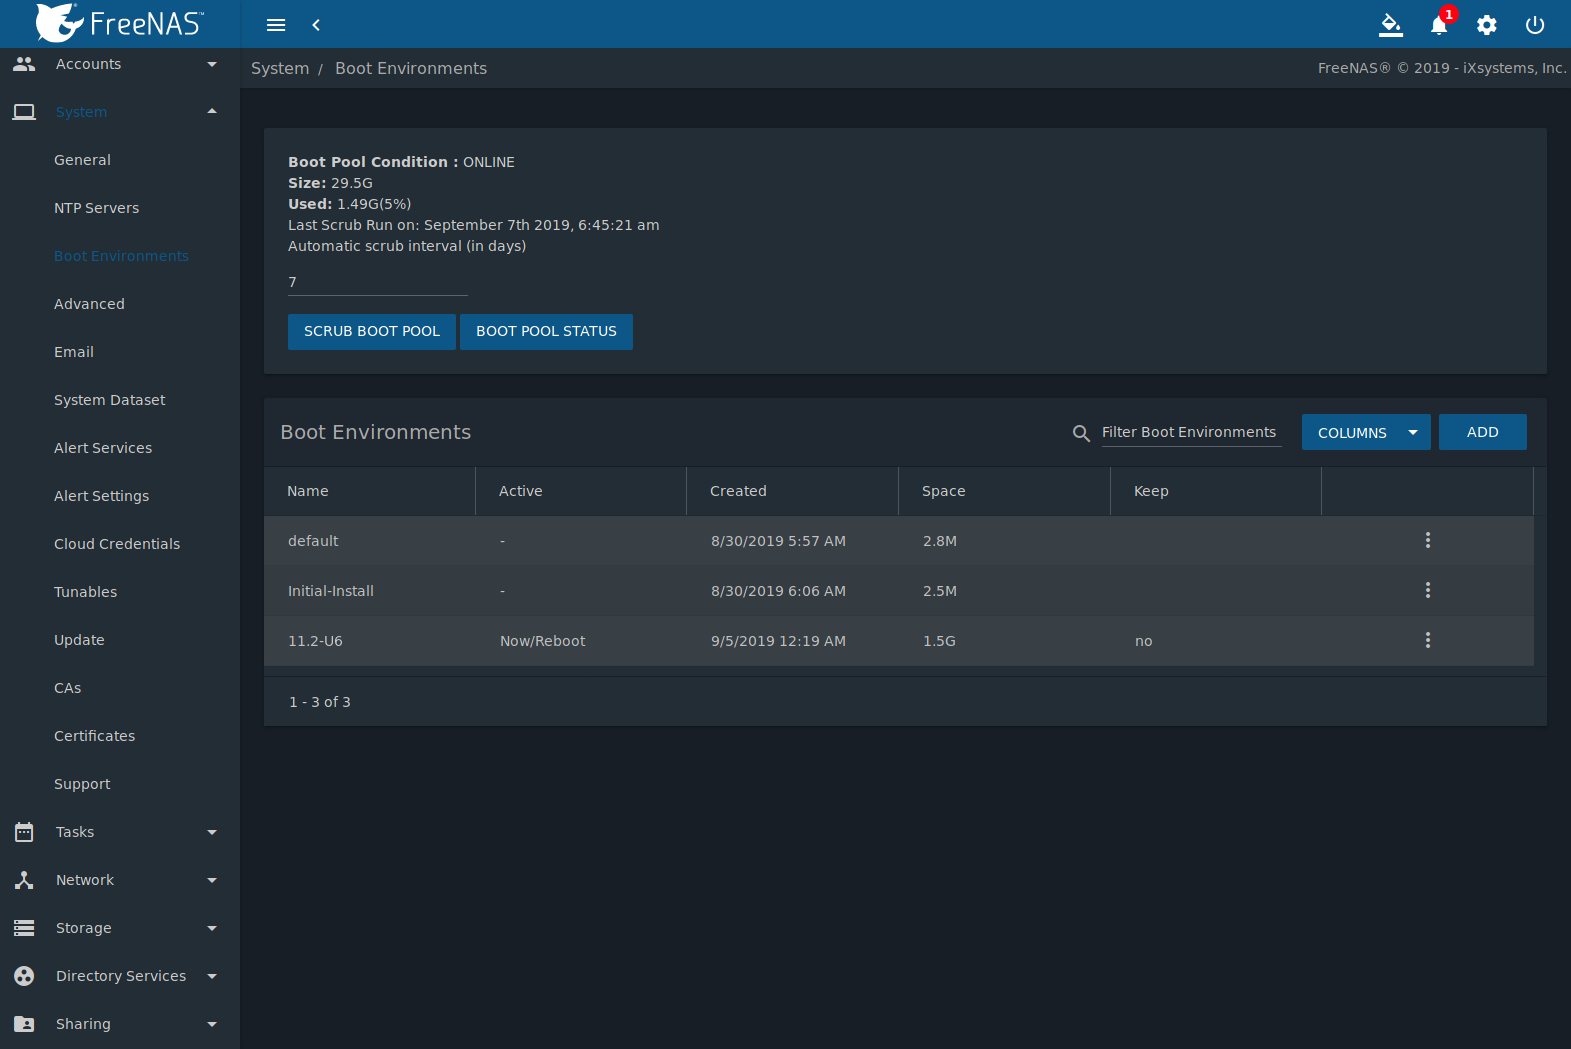 FreeNAS™
1
System / Boot Environments
FreeNAS® © 2019 - iXsystems, Inc.
Accounts
System
General
NTP Servers
Boot Environments
Advanced
Email
System Dataset
Alert Services
Alert Settings
Cloud Credentials
Tunables
Update
CAs
Certificates
Support
Tasks
Network
Storage
Directory Services
Sharing
Boot Pool Condition : ONLINE
Size: 29.5G
Used: 1.49G(5%)
Last Scrub Run on: September 7th 2019, 6:45:21 am
Automatic scrub interval (in days)
7
SCRUB BOOT POOL BOOT POOL STATUS
Boot Environments
Filter Boot Environments COLUMNS ADD
Name Active Created Space Keep
default - 8/30/2019 5:57 AM 2.8M
Initial-Install - 8/30/2019 6:06 AM 2.5M
11.2-U6 Now/Reboot 9/5/2019 12:19 AM 1.5G no
1 - 3 of 3